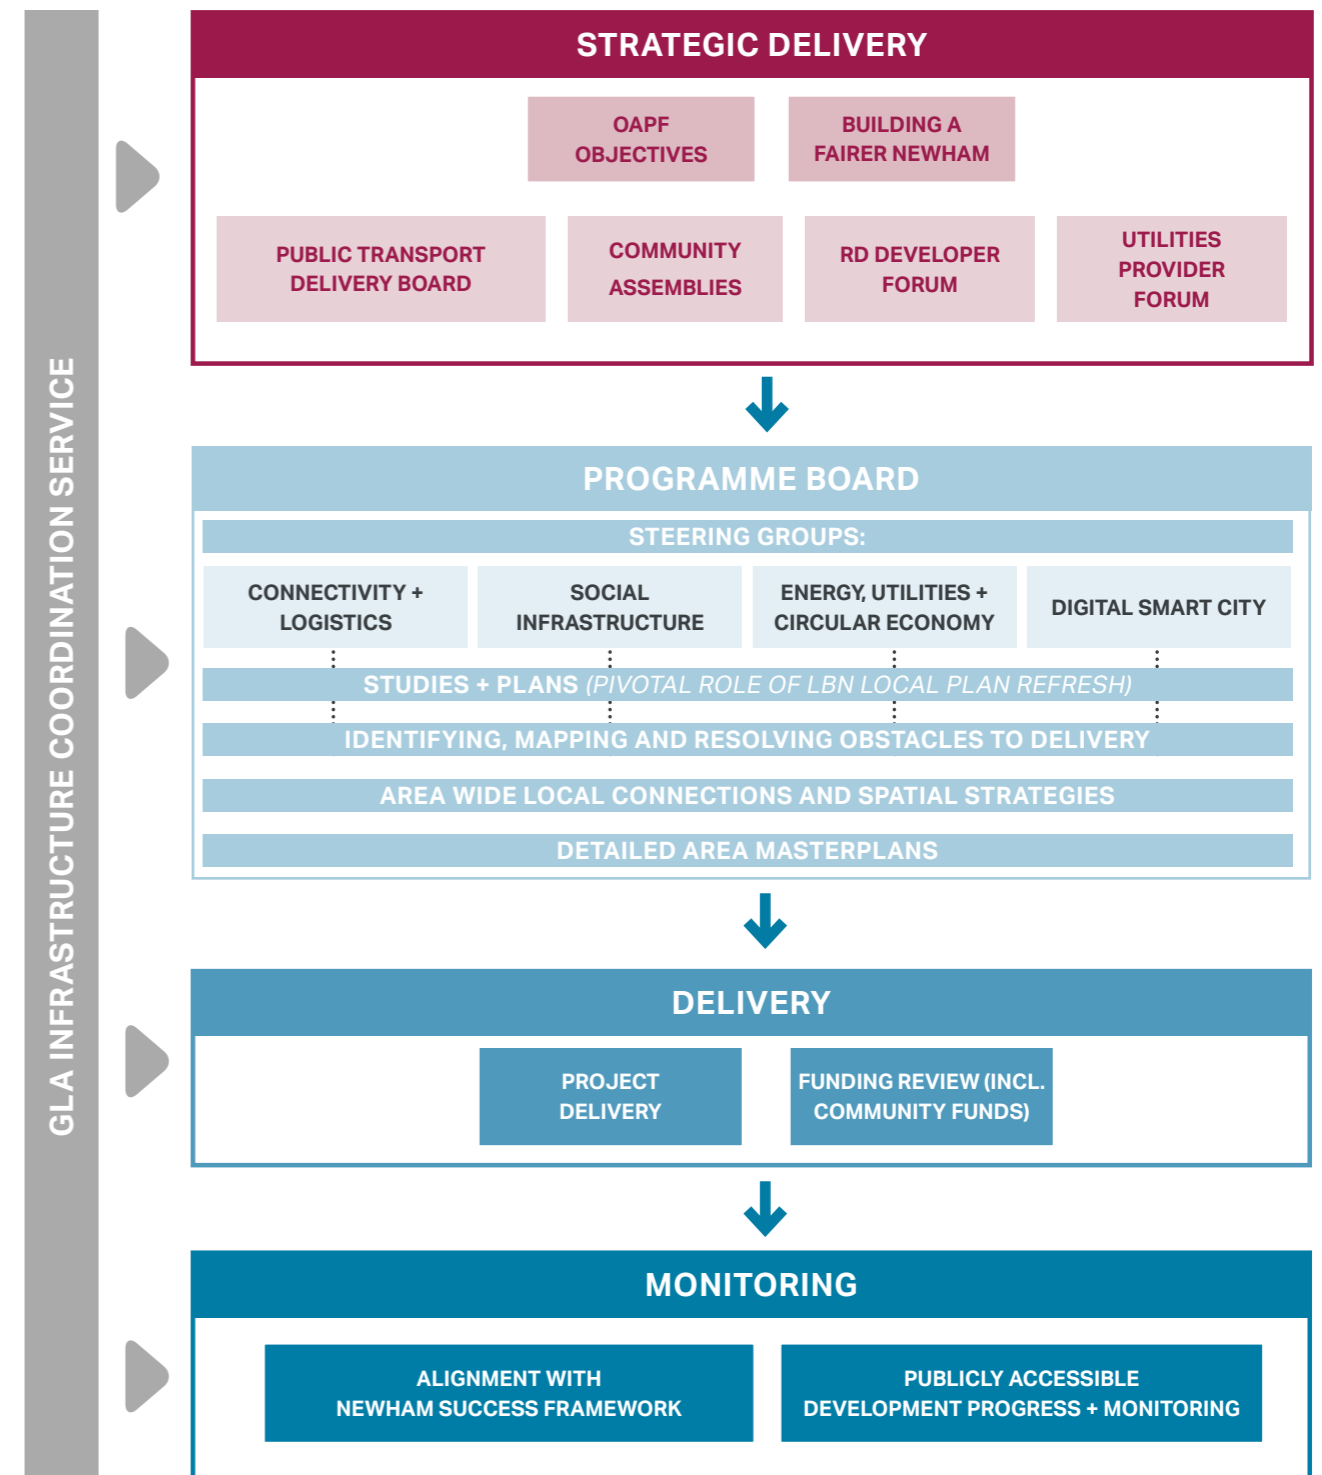 GLA INFRASTRUCTURE COORDINATION SERVICE
STRATEGIC DELIVERY
OAPF
OBJECTIVES
BUILDING A
FAIRER NEWHAM
PUBLIC TRANSPORT
DELIVERY BOARD
COMMUNITY
ASSEMBLIES
RD DEVELOPER
FORUM
UTILITIES
PROVIDER
FORUM
PROGRAMME BOARD
STEERING GROUPS:
CONNECTIVITY +
LOGISTICS
SOCIAL
INFRASTRUCTURE
ENERGY, UTILITIES +
CIRCULAR ECONOMY
DIGITAL SMART CITY
STUDIES + PLANS (PIVOTAL ROLE OF LBN LOCAL PLAN REFRESH)
IDENTIFYING, MAPPING AND RESOLVING OBSTACLES TO DELIVERY
AREA WIDE LOCAL CONNECTIONS AND SPATIAL STRATEGIES
DETAILED AREA MASTERPLANS
DELIVERY
PROJECT
DELIVERY
FUNDING REVIEW (INCL.
COMMUNITY FUNDS)
MONITORING
ALIGNMENT WITH
NEWHAM SUCCESS FRAMEWORK
PUBLICLY ACCESSIBLE
DEVELOPMENT PROGRESS + MONITORING